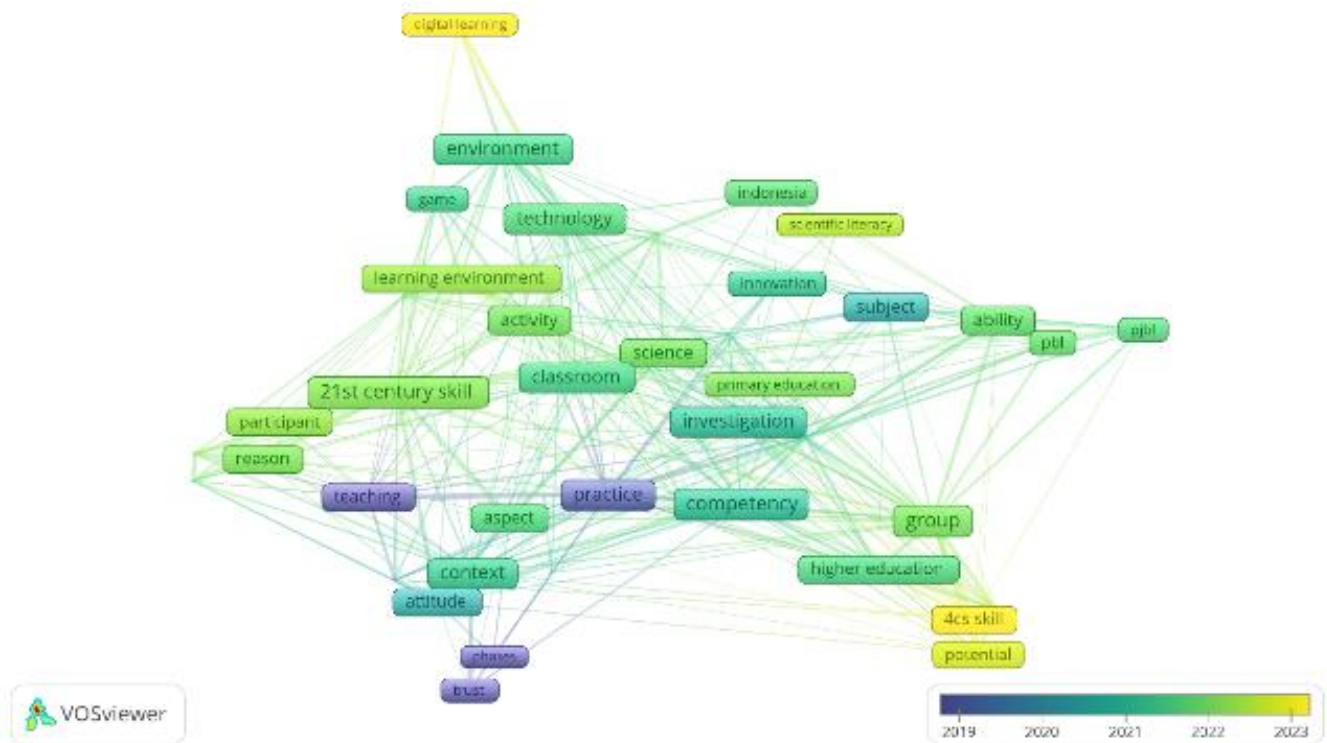 digital learning
environment
game
indonesia
technology
scientific literacy
learning environment
innovation
subject
activity
ability
pjbl
pbl
science
classroom
primary education
21st century skill
participant
investigation
reason
teaching
practice
competency
aspect
group
context
higher education
attitude
4cs skill
phases
potential
trust
VOSviewer
2019 2020 2021 2022 2023